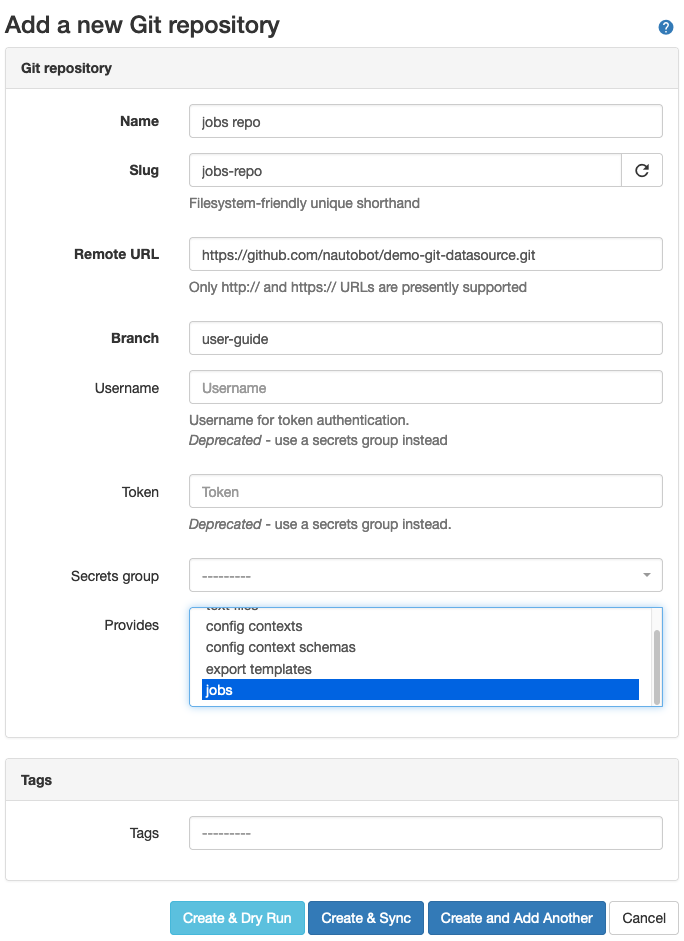 Add a new Git repository
?
Git repository
Name
jobs repo
Slug
jobs-repo
Filesystem-friendly unique shorthand
Remote URL
https://github.com/nautobot/demo-git-datasource.git
Only http:// and https:// URLs are presently supported
Branch
user-guide
Username
Username
Username for token authentication.
Deprecated - use a secrets group instead
Token
Token
Deprecated - use a secrets group instead.
Secrets group
---------
Provides
text files
config contexts
config context schemas
export templates
jobs
Tags
Tags
---------
Create & Dry Run
Create & Sync
Create and Add Another
Cancel